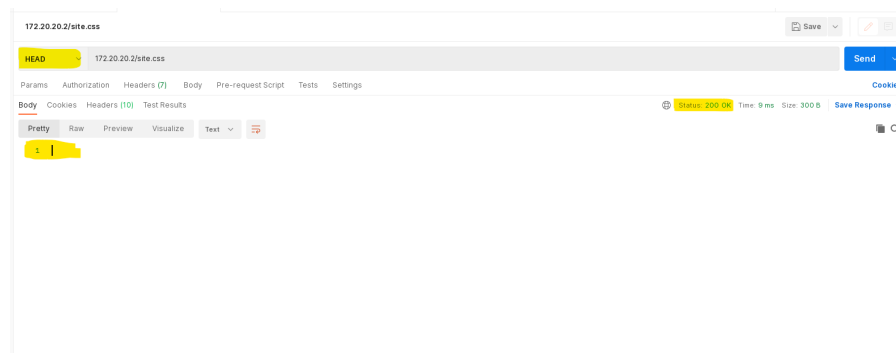 172.20.20.2/site.css
Save
HEAD 172.20.20.2/site.css Send
Params Authorization Headers (7) Body Pre-request Script Tests Settings Cookie
Body Cookies Headers (10) Test Results Status: 200 OK Time: 9 ms Size: 300 B Save Response
Pretty Raw Preview Visualize Text
1